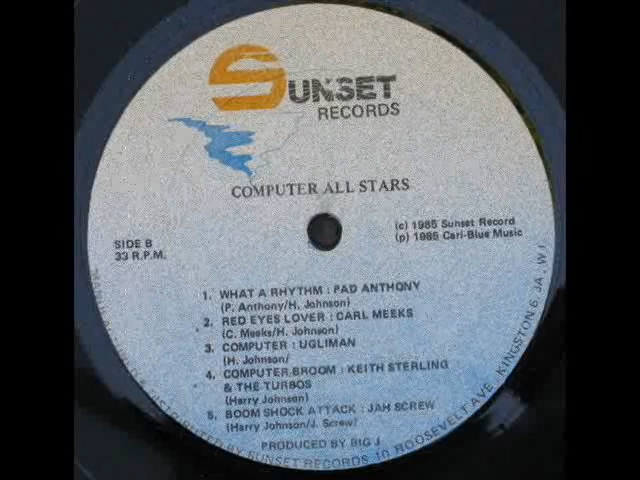 SUNSET
RECORDS
COMPUTER ALL STARS
SIDE B
33 R.P.M.
(c) 1985 Sunset Record
(p) 1985 Cari-Blue Music
1. WHAT A RHYTHM : PAD ANTHONY
(P. Anthony/H. Johnson)
2. RED EYES LOVER : CARL MEEKS
(C. Meeks/H. Johnson)
3. COMPUTER : UGLIMAN
(H. Johnson/
4. COMPUTER BROOM : KEITH STERLING
& THE TURBOS
(Harry Johnson)
5. BOOM SHOCK ATTACK : JAH SCREW
(Harry Johnson/J. Screw)
PRODUCED BY BIG J
DISTRIBUTED BY SUNSET RECORDS 10 ROOSEVELT AVE. KINGSTON 6 JA., W I